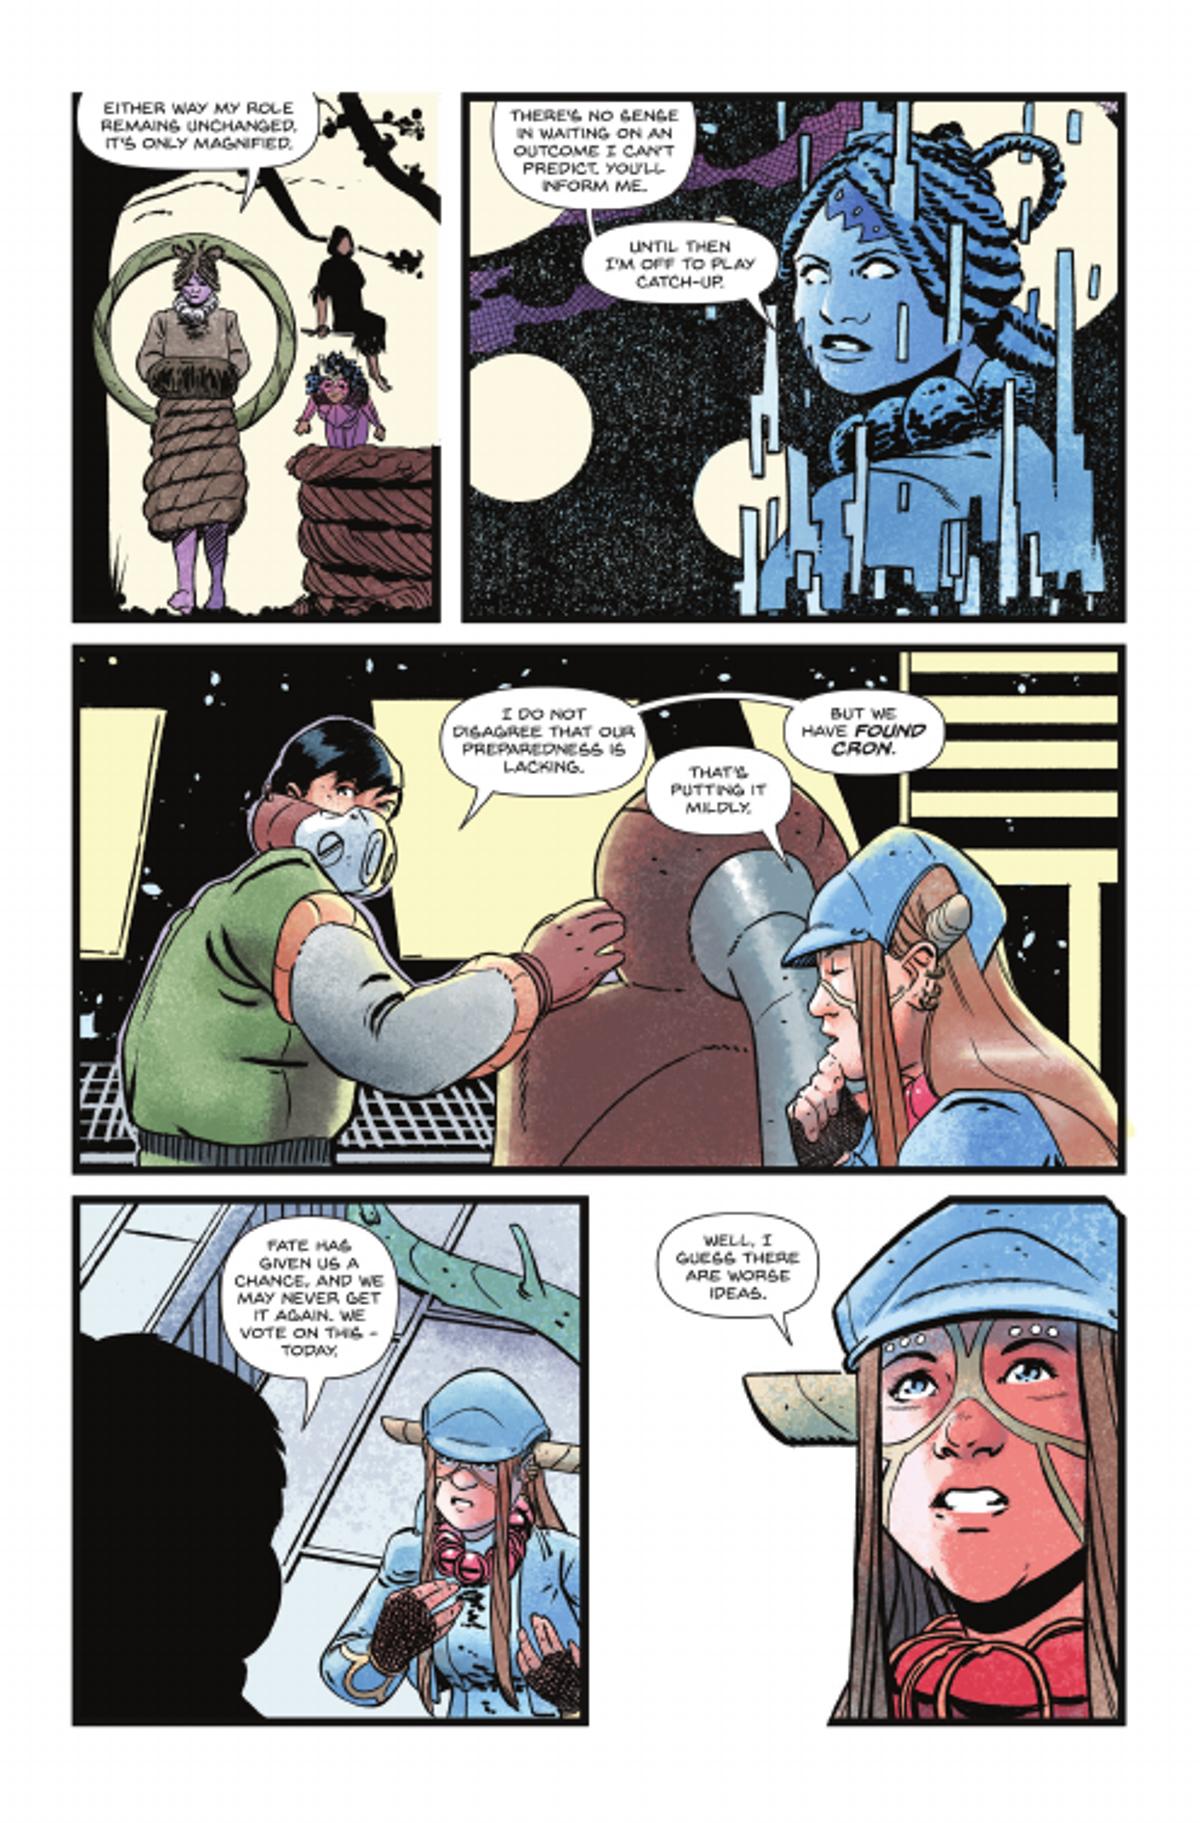 EITHER WAY MY ROLE
REMAINS UNCHANGED,
IT'S ONLY MAGNIFIED.
THERE'S NO SENSE
IN WAITING ON AN
OUTCOME I CAN'T
PREDICT. YOU'LL
INFORM ME.
UNTIL THEN
I'M OFF TO PLAY
CATCH-UP.
I DO NOT
DISAGREE THAT OUR
PREPAREDNESS IS
LACKING.
BUT WE
HAVE FOUND
CRON.
THAT'S
PUTTING IT
MILDLY.
FATE HAS
GIVEN US A
CHANCE, AND WE
MAY NEVER GET
IT AGAIN. WE
VOTE ON THIS -
TODAY.
WELL, I
GUESS THERE
ARE WORSE
IDEAS.